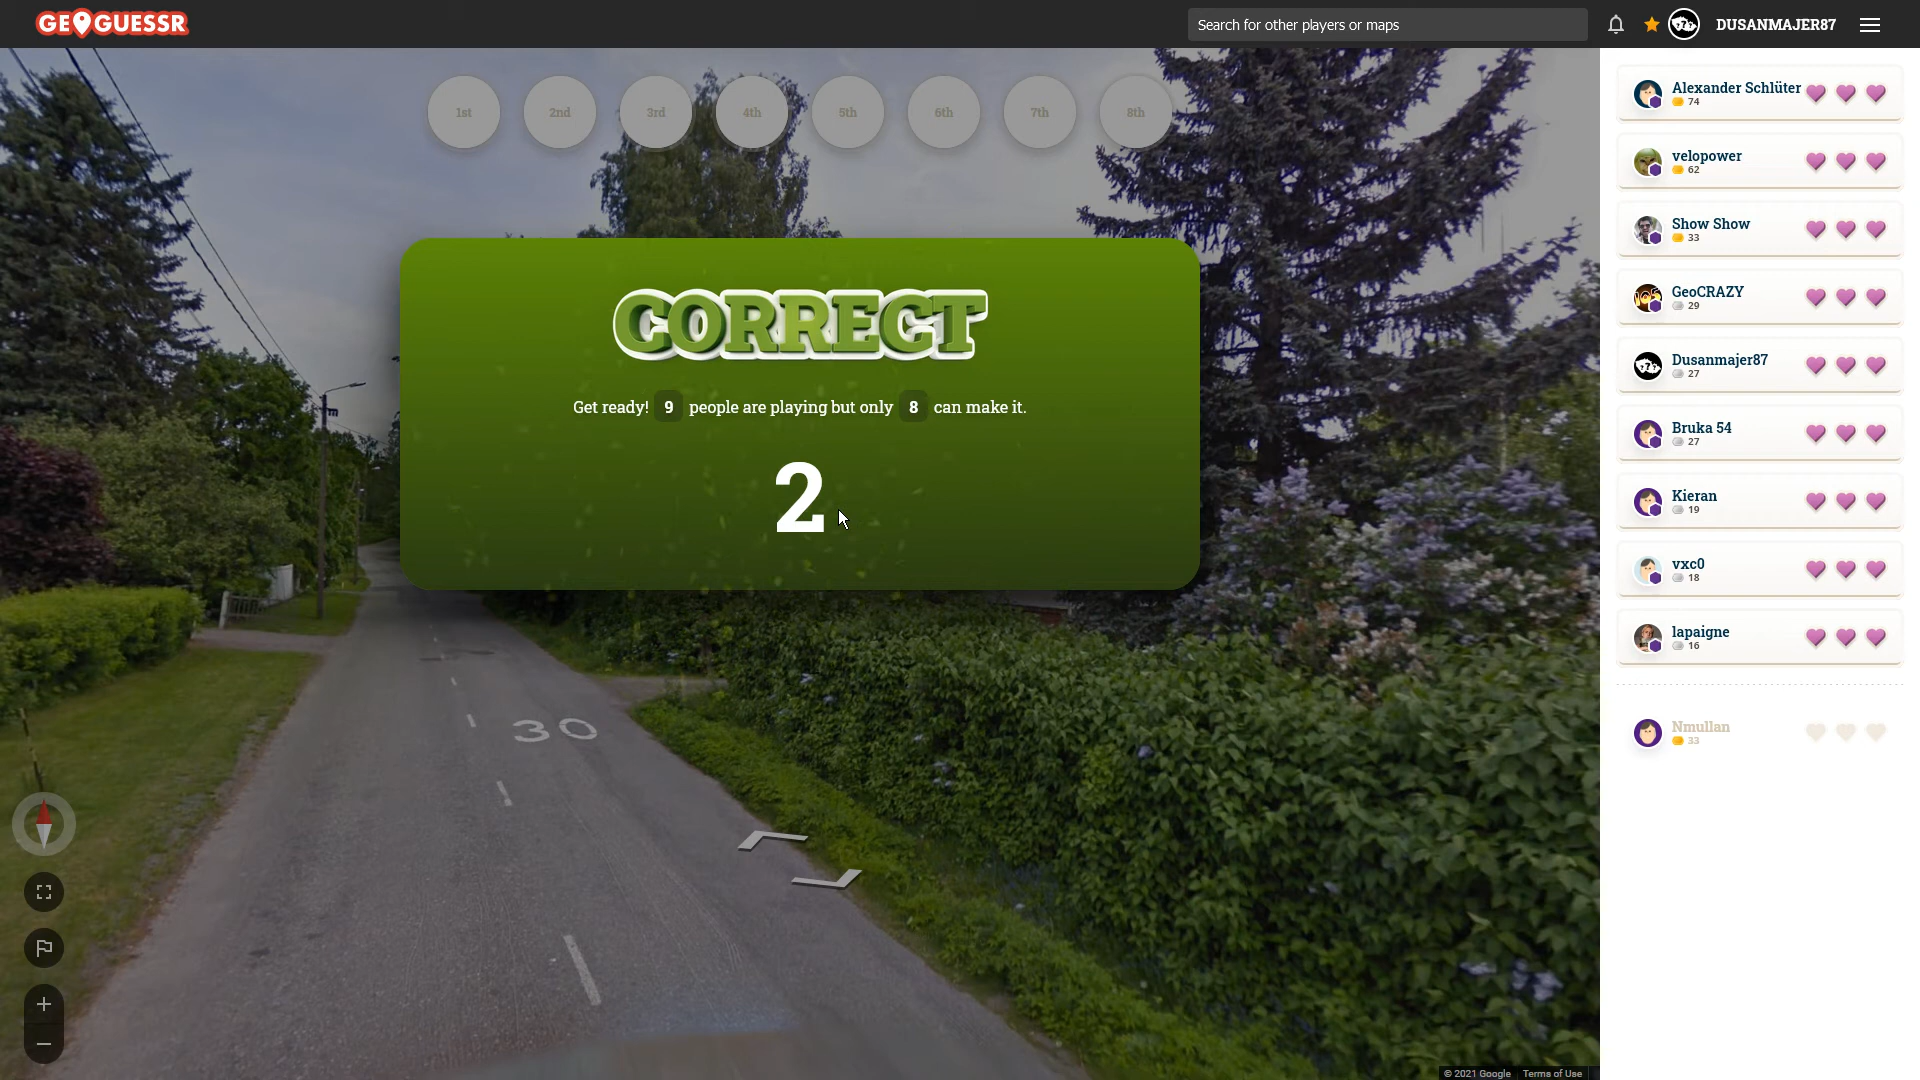 GEOGUESSR
Search for other players or maps
DUSANMAJER87
1st
2nd
3rd
4th
5th
6th
7th
8th
CORRECT
Get ready! 9 people are playing but only 8 can make it.
2
30
Alexander Schlüter
74
velopower
62
Show Show
33
GeoCRAZY
29
Dusanmajer87
27
Bruka 54
27
Kieran
19
vxc0
18
lapaigne
16
Nmullan
33
© 2021 Google
Terms of Use